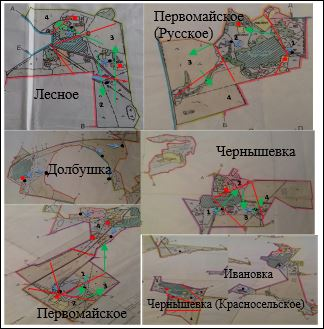 Лесное
Первомайское
(Русское)
Долбушка
Чернышевка
Первомайское
Ивановка
Чернышевка (Красносельское)